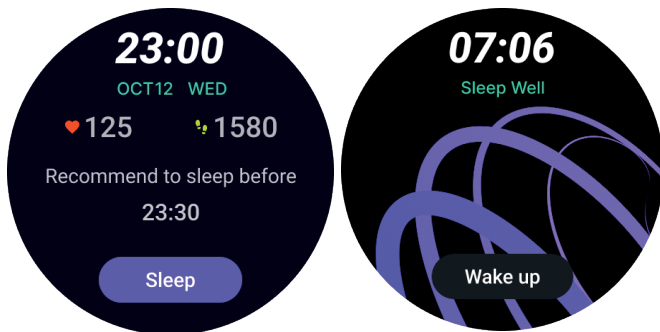 23:00
OCT12 WED
125 1580
Recommend to sleep before
23:30
Sleep
07:06
Sleep Well
Wake up